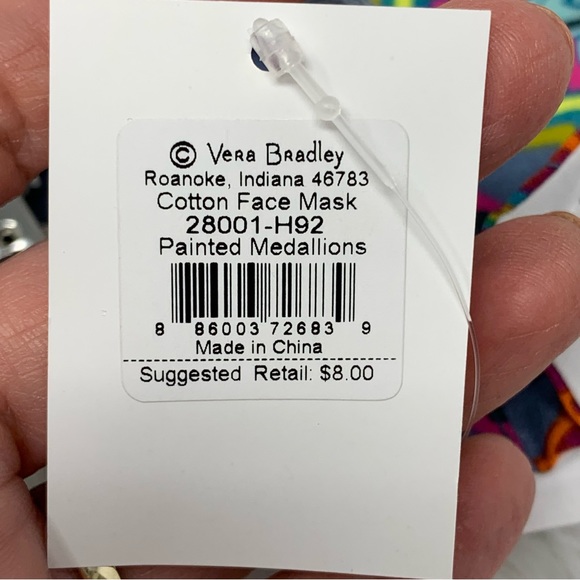 © Vera Bradley
Roanoke, Indiana 46783
Cotton Face Mask
28001-H92
Painted Medallions
8 86003 72683 9
Made in China
Suggested Retail: $8.00